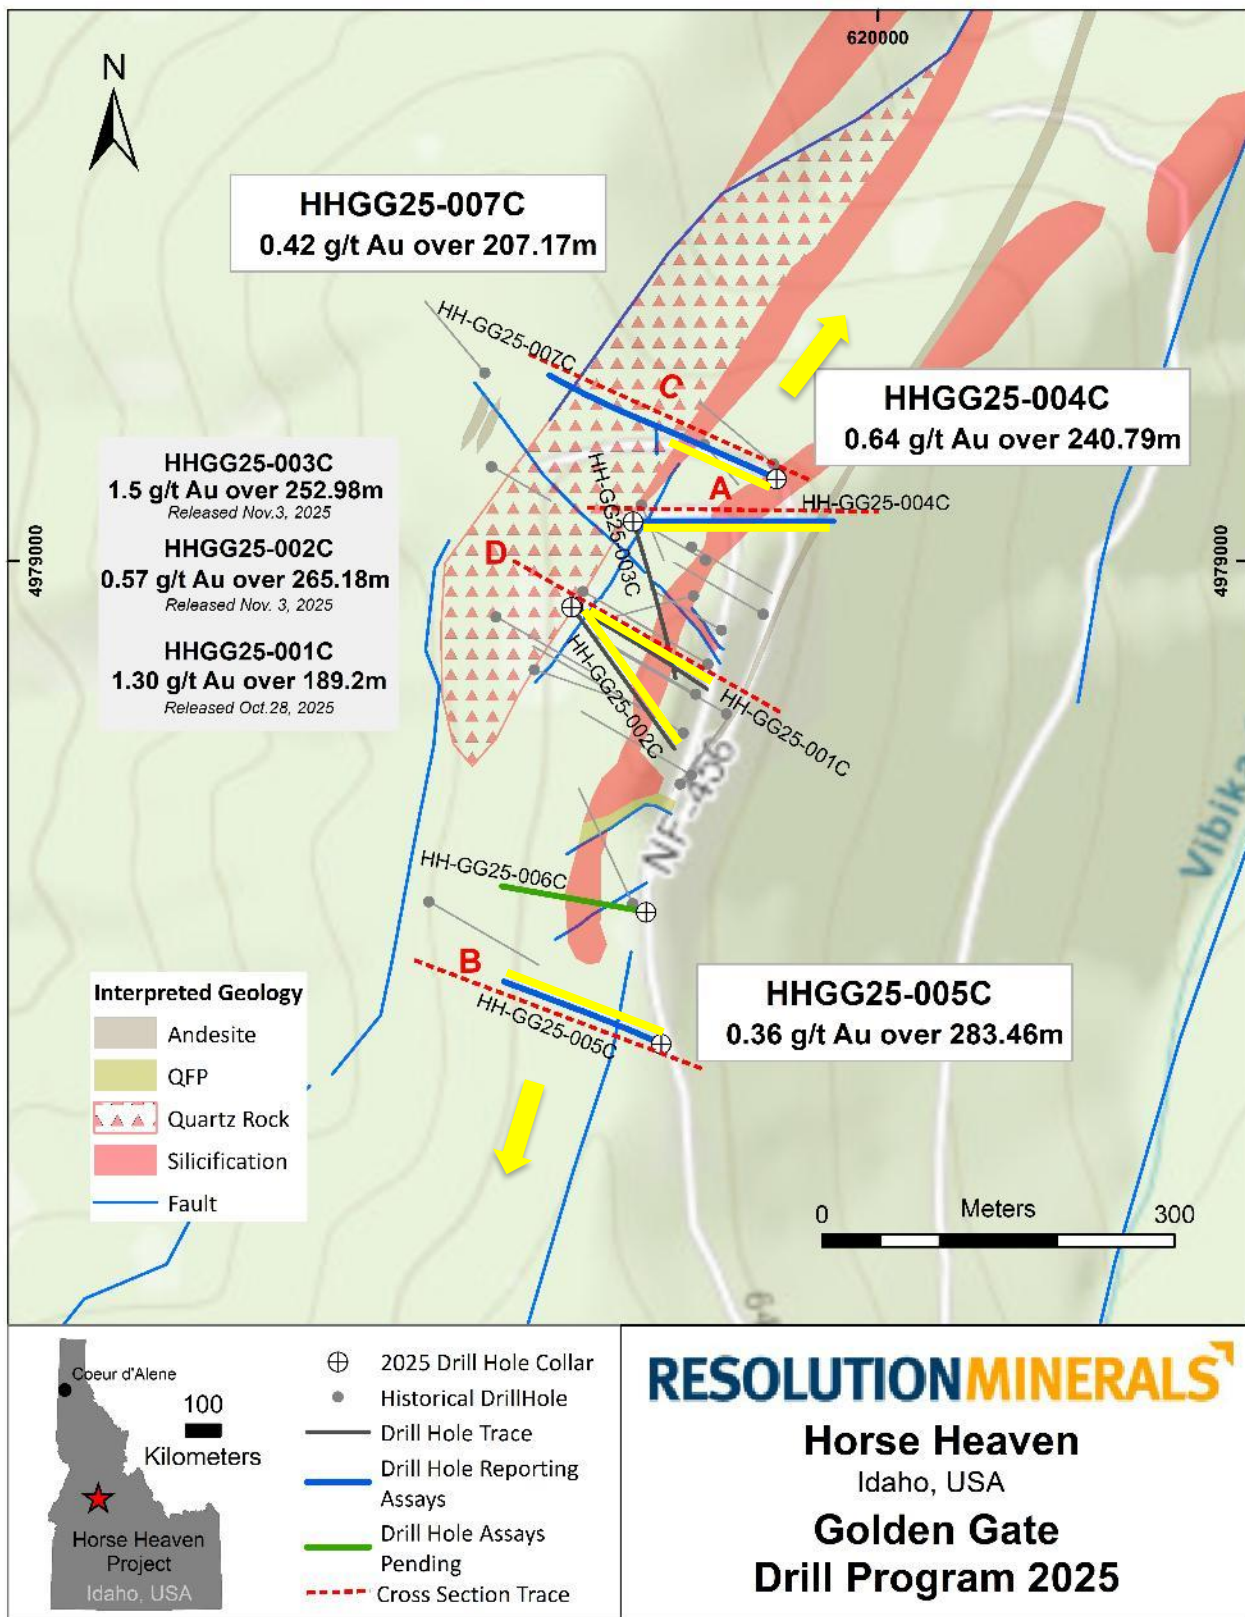 620000
N
HHGG25-007C
0.42 g/t Au over 207.17m
HH-GG25-007C
C
HHGG25-004C
0.64 g/t Au over 240.79m
HHGG25-003C
1.5 g/t Au over 252.98m
Released Nov.3, 2025
HHGG25-002C
0.57 g/t Au over 265.18m
Released Nov. 3, 2025
HHGG25-001C
1.30 g/t Au over 189.2m
Released Oct.28, 2025
A
HH-GG25-004C
HH-GG25-003C
4979000
4979000
D
HH-GG25-002C
HH-GG25-001C
NF-456
Vibika
HH-GG25-006C
B
HH-GG25-005C
HHGG25-005C
0.36 g/t Au over 283.46m
Interpreted Geology
Andesite
QFP
Quartz Rock
Silicification
Fault
0 Meters 300
64
Coeur d'Alene
100
Kilometers
Horse Heaven
Project
Idaho, USA
2025 Drill Hole Collar
Historical DrillHole
Drill Hole Trace
Drill Hole Reporting
Assays
Drill Hole Assays
Pending
Cross Section Trace
RESOLUTIONMINERALS
Horse Heaven
Idaho, USA
Golden Gate
Drill Program 2025